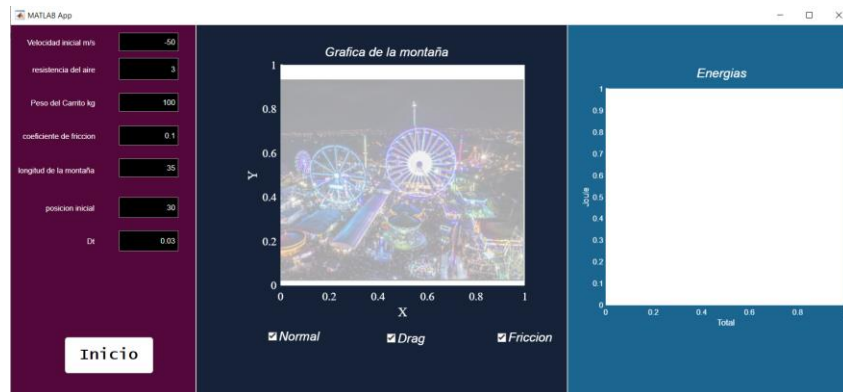 MATLAB App
Velocidad inicial m/s
-50
resistencia del aire
3
Peso del Carrito kg
100
coeficiente de friccion
0.1
longitud de la montaña
35
posicion inicial
30
Dt
0.03
Inicio
Grafica de la montaña
1
0.8
0.6
0.4
0.2
0
Y
0 0.2 0.4 0.6 0.8 1
X
Normal
Drag
Friccion
Energias
1
0.9
0.8
0.7
0.6
0.5
0.4
0.3
0.2
0.1
0
Joule
0 0.2 0.4 0.6 0.8
Total